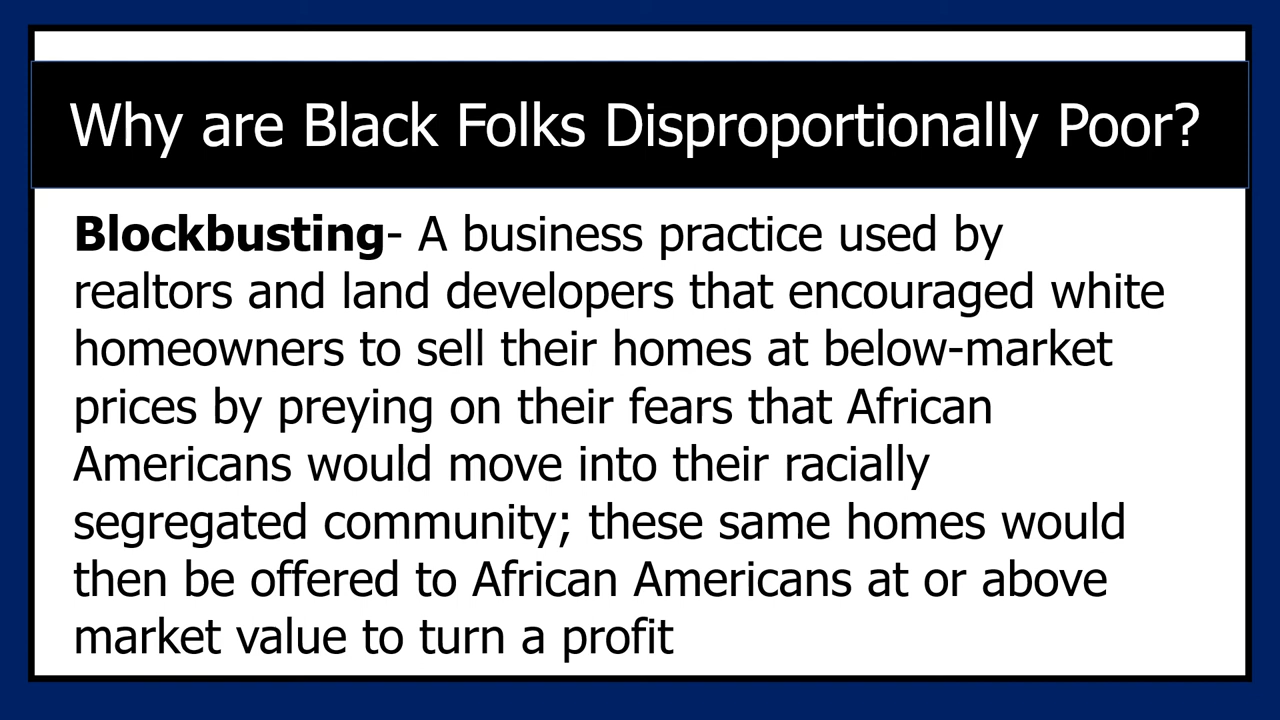 Why are Black Folks Disproportionally Poor?
Blockbusting- A business practice used by
realtors and land developers that encouraged white
homeowners to sell their homes at below-market
prices by preying on their fears that African
Americans would move into their racially
segregated community; these same homes would
then be offered to African Americans at or above
market value to turn a profit